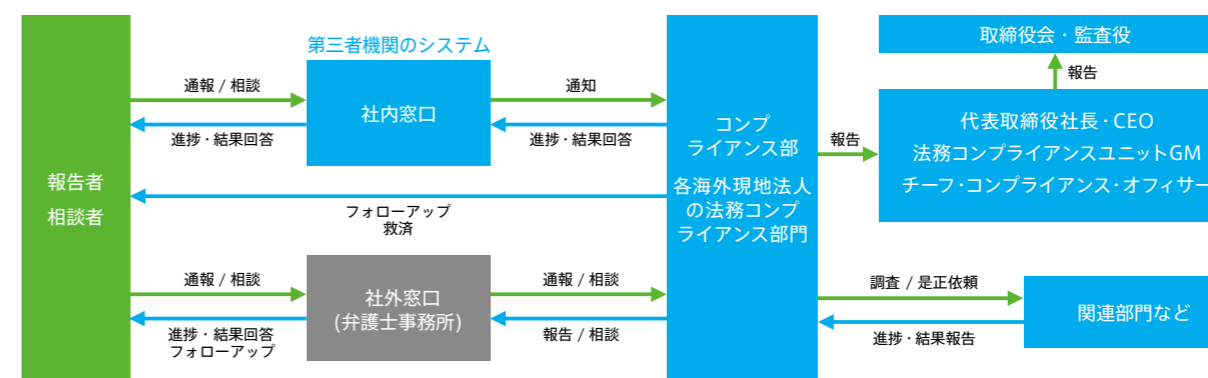 報告者
相談者
通報 / 相談
進捗・結果回答
第三者機関のシステム
社内窓口
通知
進捗・結果回答
フォローアップ
救済
通報 / 相談
進捗・結果回答
フォローアップ
社外窓口
(弁護士事務所)
通報 / 相談
報告 / 相談
コンプ
ライアンス部
各海外現地法人
の法務コンプ
ライアンス部門
報告
取締役会・監査役
報告
代表取締役社長・CEO
法務コンプライアンスユニットGM
チーフ・コンプライアンス・オフィサー
調査 / 是正依頼
進捗・結果報告
関連部門など